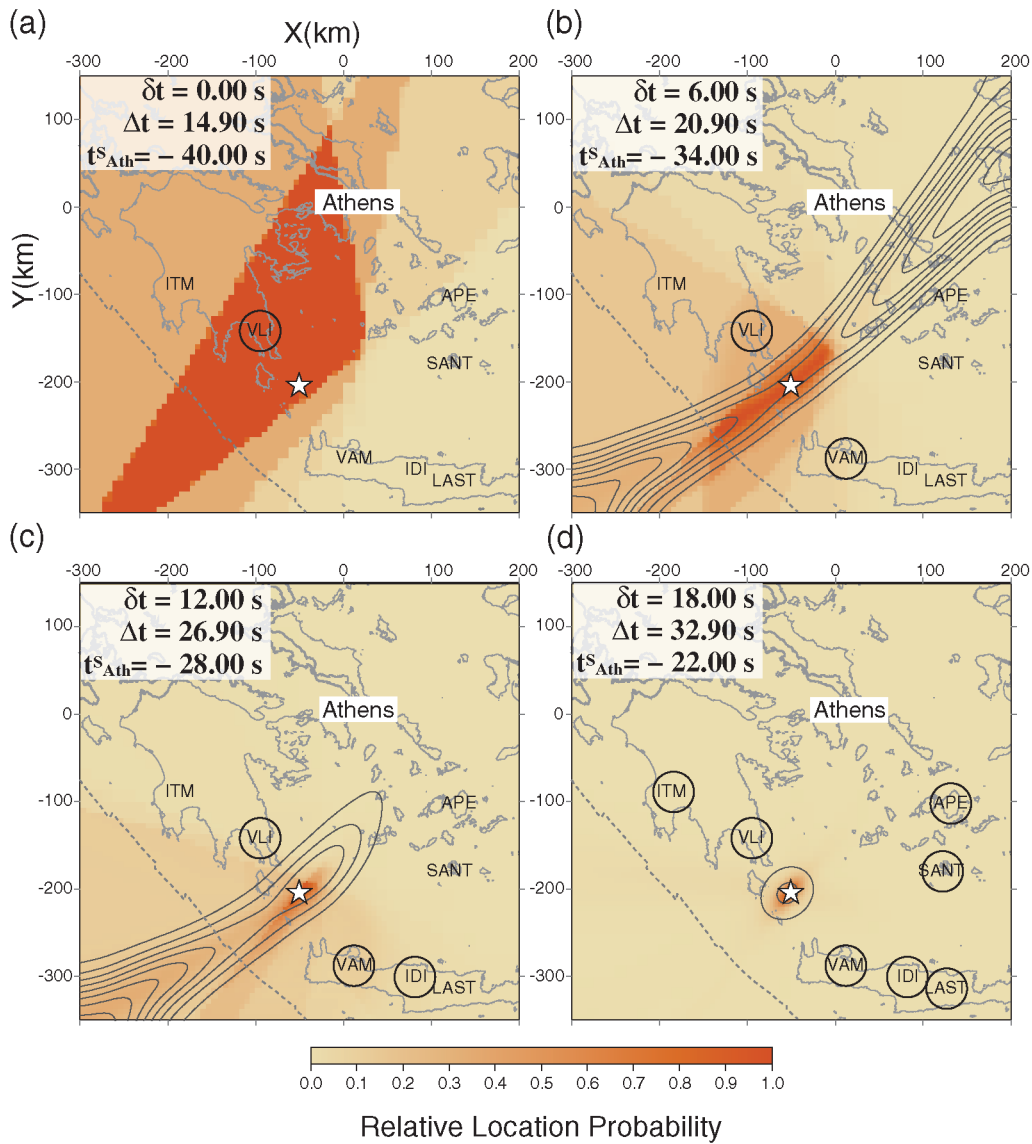 (a)
X(km)
(b)
-300 -200 -100 0 100 200
-300 -200 -100 0 100 200
δt = 0.00 s
Δt = 14.90 s
tˢAth= − 40.00 s
δt = 6.00 s
Δt = 20.90 s
tˢAth= − 34.00 s
Y(km)
100
0
-100
-200
-300
Athens
ITM
VLI
APE
SANT
VAM
IDI
LAST
100
0
-100
-200
-300
Athens
ITM
VLI
APE
SANT
VAM
IDI
LAST
(c)
(d)
-300 -200 -100 0 100 200
-300 -200 -100 0 100 200
δt = 12.00 s
Δt = 26.90 s
tˢAth= − 28.00 s
δt = 18.00 s
Δt = 32.90 s
tˢAth= − 22.00 s
100
0
-100
-200
-300
Athens
ITM
VLI
APE
SANT
VAM
IDI
LAST
100
0
-100
-200
-300
Athens
ITM
VLI
APE
SANT
VAM
IDI
LAST
0.0 0.1 0.2 0.3 0.4 0.5 0.6 0.7 0.8 0.9 1.0
Relative Location Probability